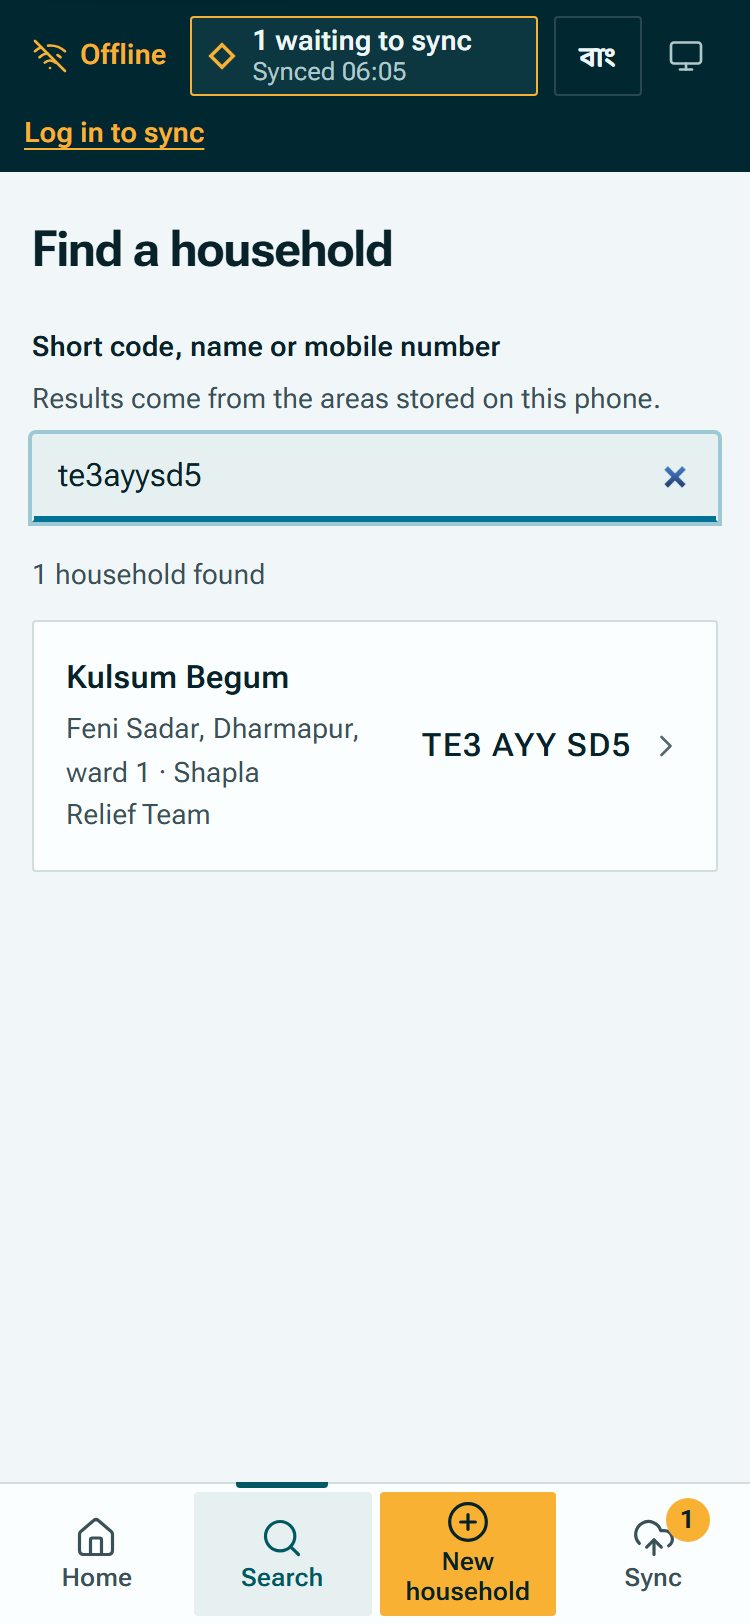 Offline
1 waiting to sync
Synced 06:05
বাং
Log in to sync
Find a household
Short code, name or mobile number
Results come from the areas stored on this phone.
te3ayysd5
1 household found
Kulsum Begum
Feni Sadar, Dharmapur,
ward 1 · Shapla
Relief Team
TE3 AYY SD5
Home
Search
New
household
1
Sync